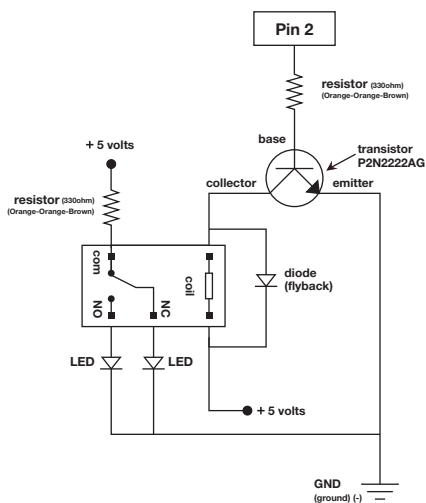 Pin 2
resistor (330ohm)
(Orange-Orange-Brown)
base
transistor
P2N2222AG
+ 5 volts
collector
emitter
resistor (330ohm)
(Orange-Orange-Brown)
com
coil
NO
NC
diode
(flyback)
LED
LED
+ 5 volts
GND
(ground) (-)